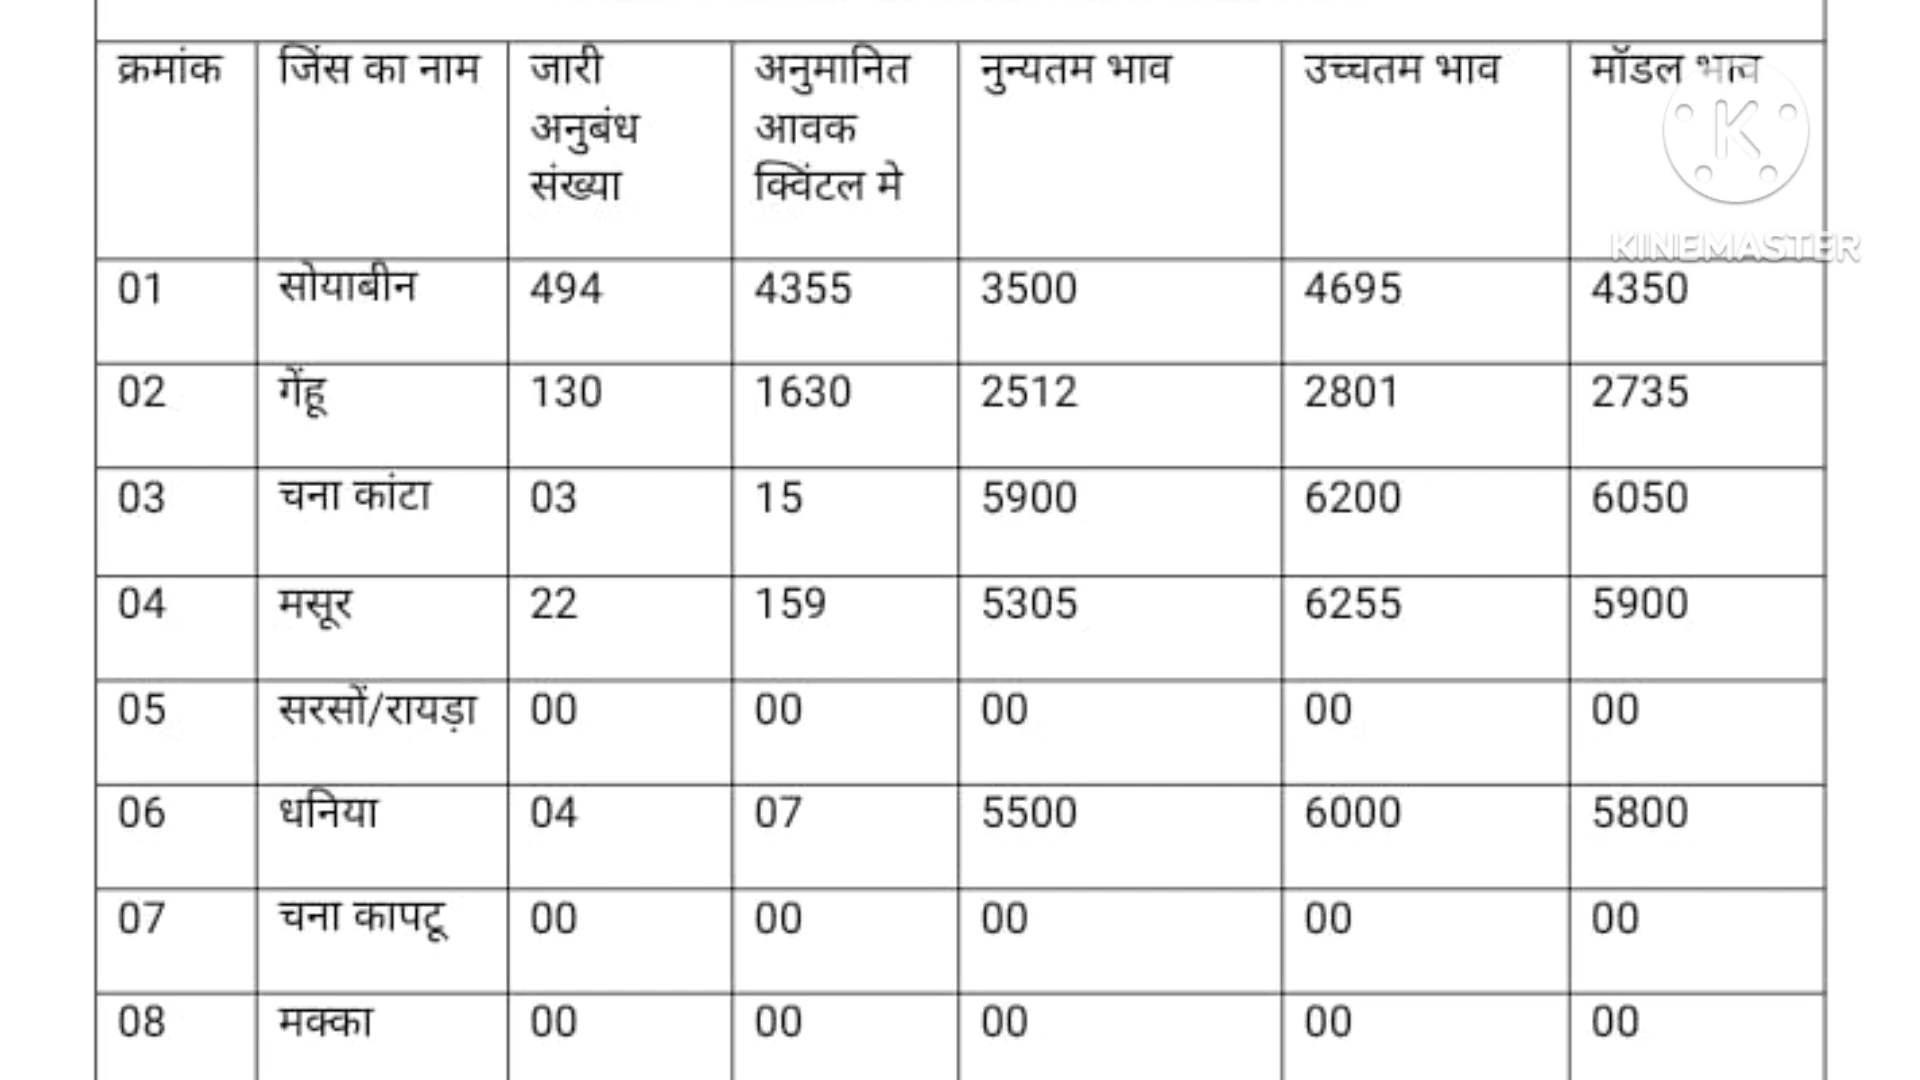 क्रमांक जिंस का नाम जारी अनुबंध संख्या अनुमानित आवक क्विंटल मे नुन्यतम भाव उच्चतम भाव मॉडल भाव
K
KINEMASTER
01 सोयाबीन 494 4355 3500 4695 4350
02 गेंहू 130 1630 2512 2801 2735
03 चना कांटा 03 15 5900 6200 6050
04 मसूर 22 159 5305 6255 5900
05 सरसों/रायड़ा 00 00 00 00 00
06 धनिया 04 07 5500 6000 5800
07 चना कापटू 00 00 00 00 00
08 मक्का 00 00 00 00 00